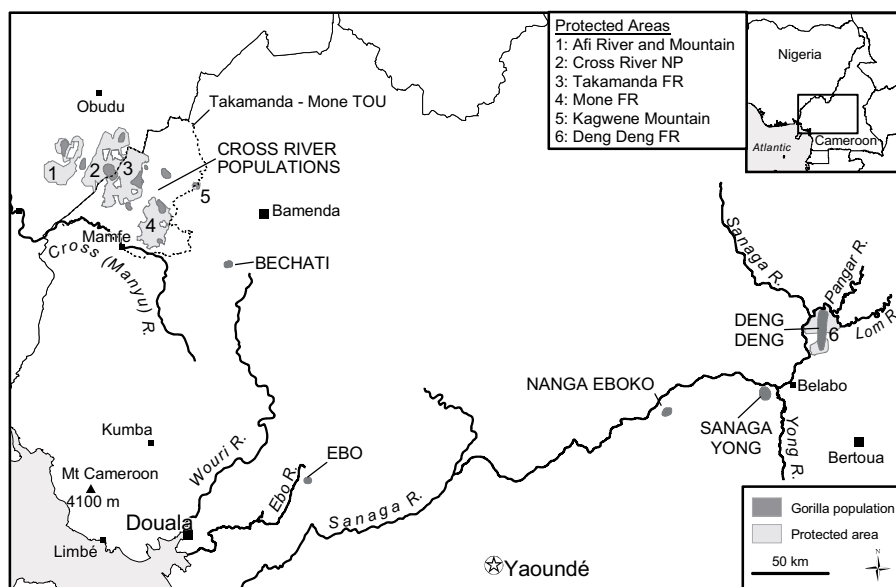 Protected Areas
1: Afi River and Mountain
2: Cross River NP
3: Takamanda FR
4: Mone FR
5: Kagwene Mountain
6: Deng Deng FR
Nigeria
Cameroon
Atlantic
Obudu
Takamanda - Mone TOU
CROSS RIVER
POPULATIONS
1
2
3
4
5
Bamenda
Mamfe
Cross (Manyu) R.
BECHATI
Sanaga R.
Pangar R.
Lom R.
DENG
DENG
6
NANGA EBOKO
Belabo
SANAGA
YONG
Yong R.
Bertoua
Kumba
Wouri R.
EBO
Ebo R.
Mt Cameroon
4100 m
Douala
Sanaga R.
Limbé
Yaoundé
Gorilla population
Protected area
50 km
N